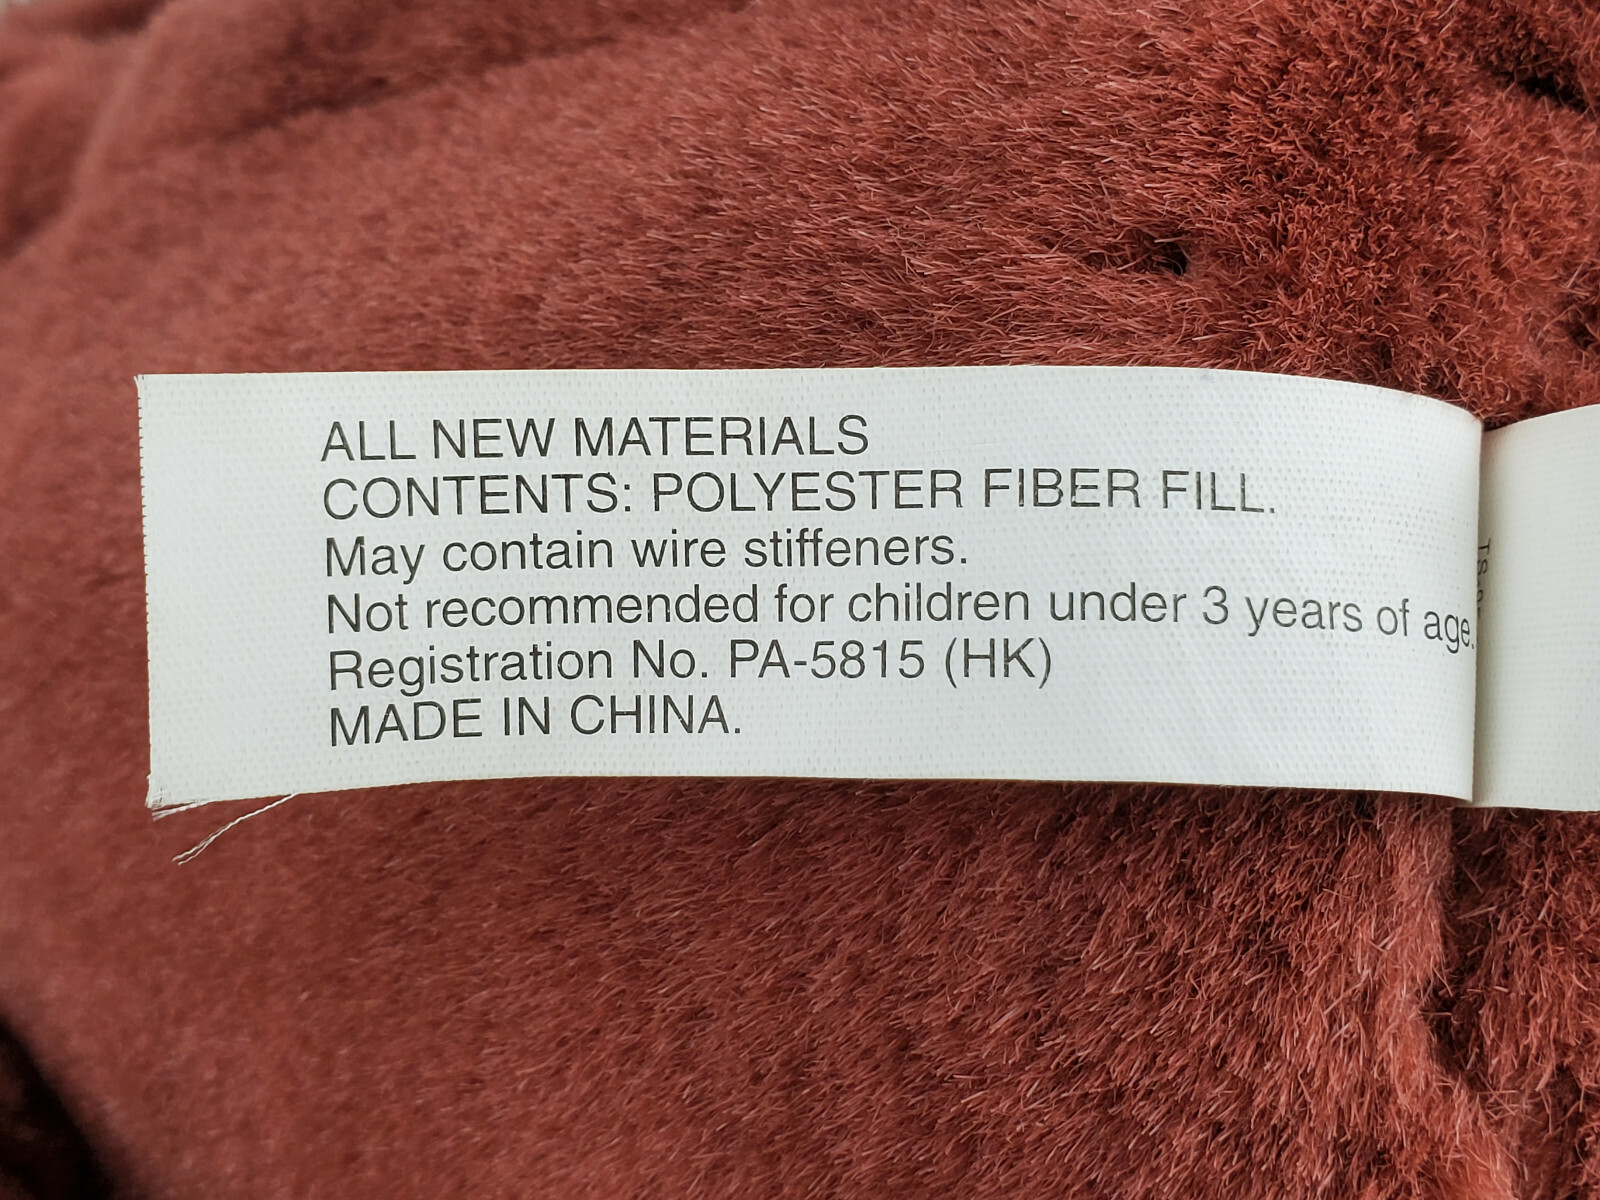 ALL NEW MATERIALS
CONTENTS: POLYESTER FIBER FILL.
May contain wire stiffeners.
Not recommended for children under 3 years of age.
Registration No. PA-5815 (HK)
MADE IN CHINA.